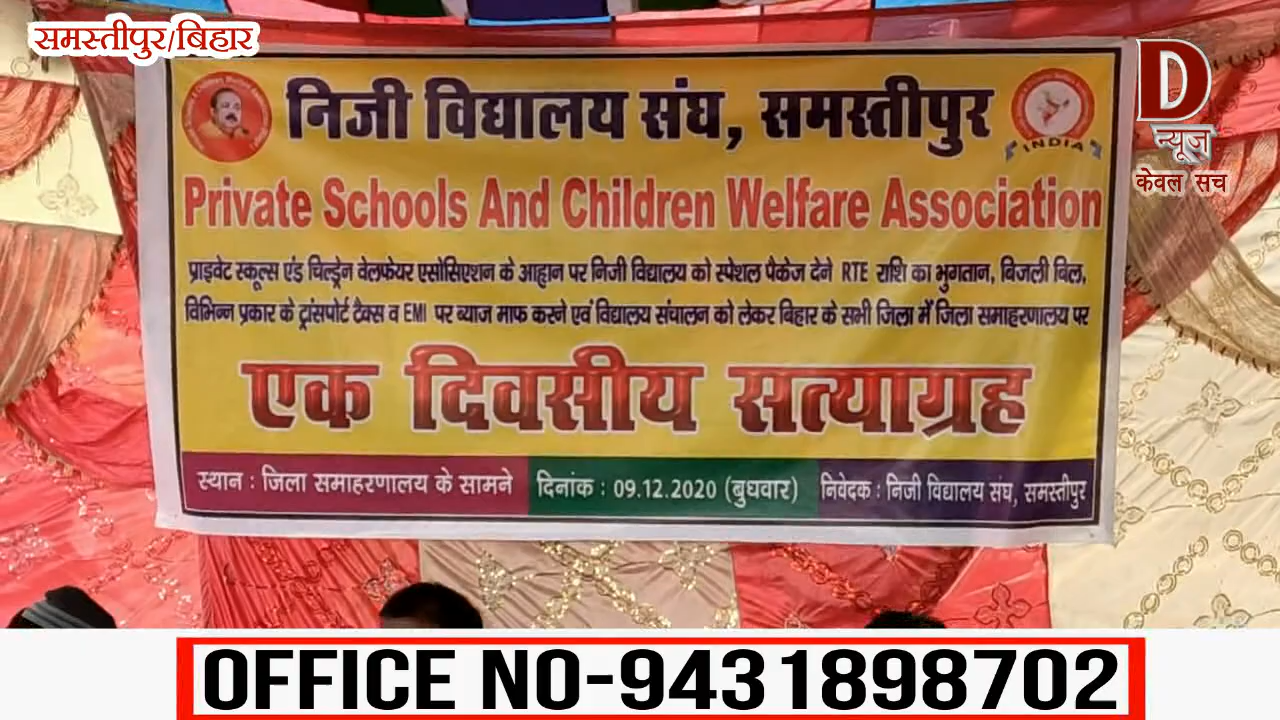 समस्तीपुर/बिहार
D
न्यूज
केवल सच
निजी विद्यालय संघ, समस्तीपुर
INDIA
Private Schools And Children Welfare Association
प्राइवेट स्कूल्स एंड चिल्ड्रेन वेलफेयर एसोसिएशन के आह्वान पर निजी विद्यालय को स्पेशल पैकेज देने RTE राशि का भुगतान, बिजली बिल,
विभिन्न प्रकार के ट्रांसपोर्ट टैक्स व EMI पर ब्याज माफ करने एवं विद्यालय संचालन को लेकर बिहार के सभी जिला में जिला समाहरणालय पर
एक दिवसीय सत्याग्रह
स्थान : जिला समाहरणालय के सामने दिनांक : 09.12.2020 (बुधवार) निवेदक : निजी विद्यालय संघ, समस्तीपुर
OFFICE NO-9431898702